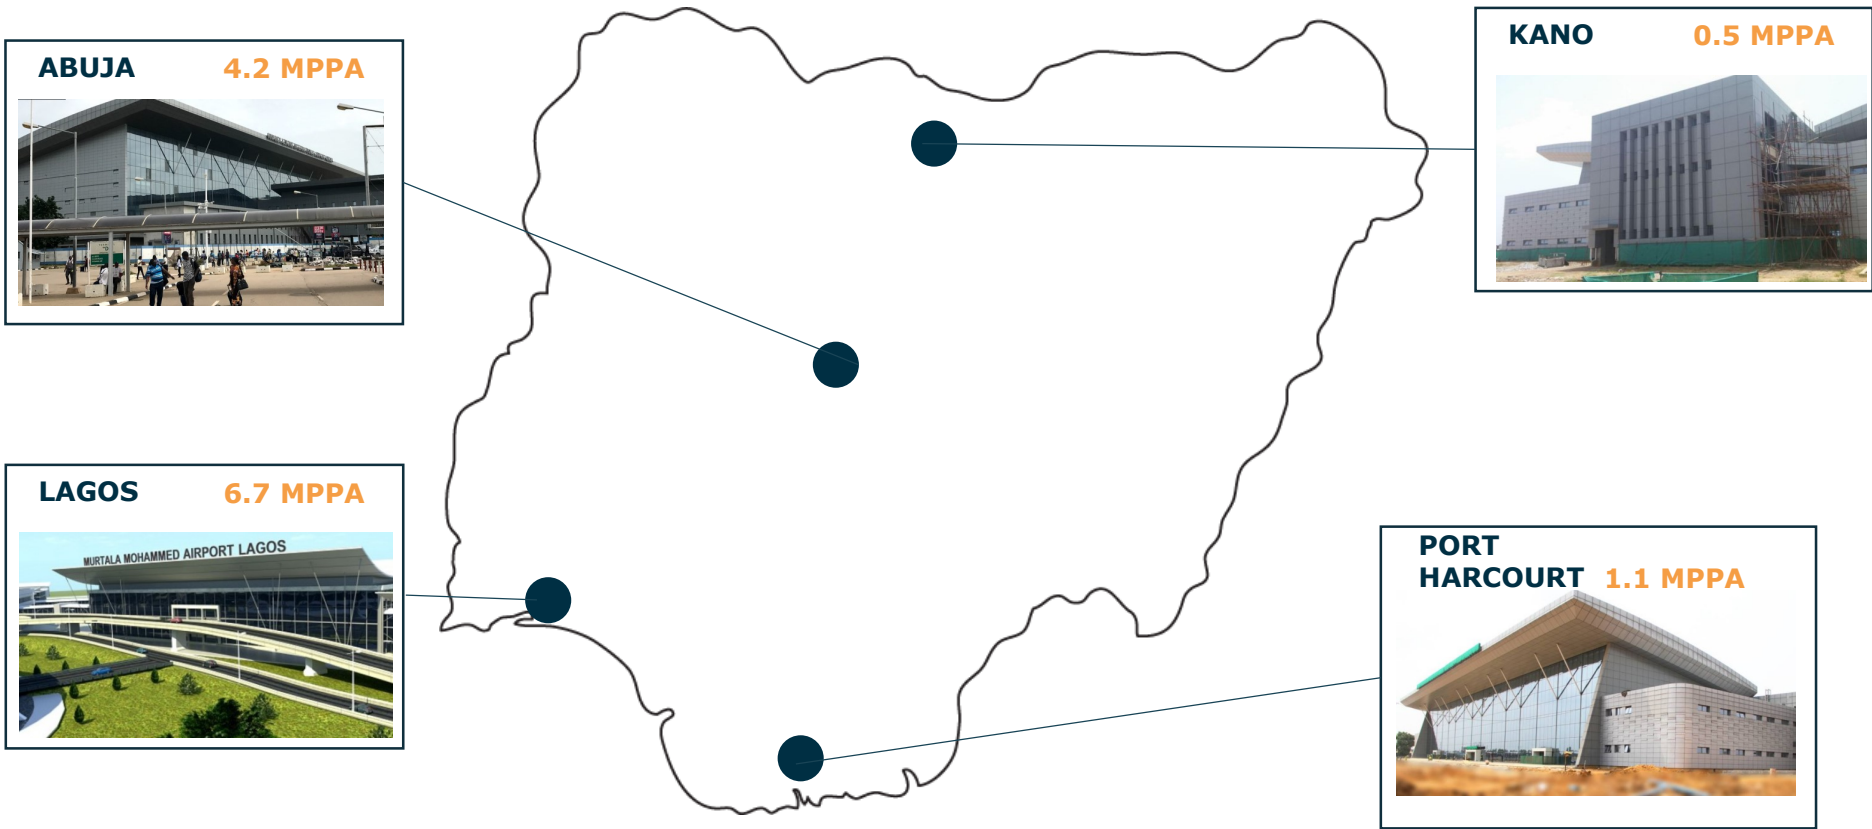 ABUJA 4.2 MPPA
KANO 0.5 MPPA
LAGOS 6.7 MPPA
MURTALA MOHAMMED AIRPORT LAGOS
PORT
HARCOURT 1.1 MPPA